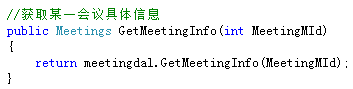 //获取某一会议具体信息
public Meetings GetMeetingInfo(int MeetingMId)
{
    return meetingdal.GetMeetingInfo(MeetingMId);
}